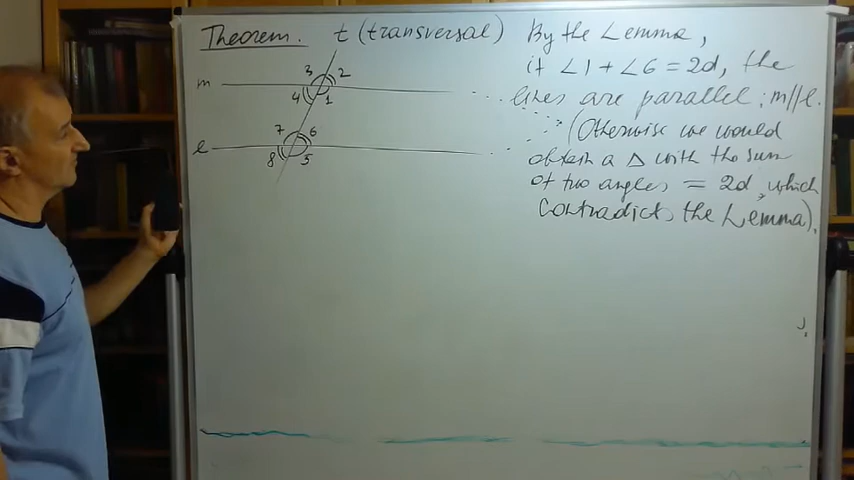 Theorem. t (transversal)
m 3 2
4 1
l 7 6
8 5
By the Lemma,
if ∠1 + ∠6 = 2d, the
lines are parallel: m//l.
(Otherwise we would
obtain a Δ with the sum
of two angles = 2d, which
contradicts the Lemma).